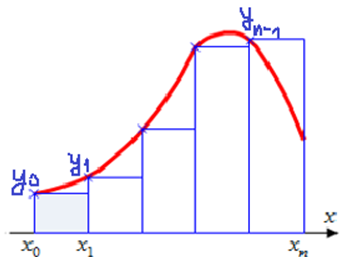 y₀
y₁
yₙ₋₁
x
x₀
x₁
xₙ